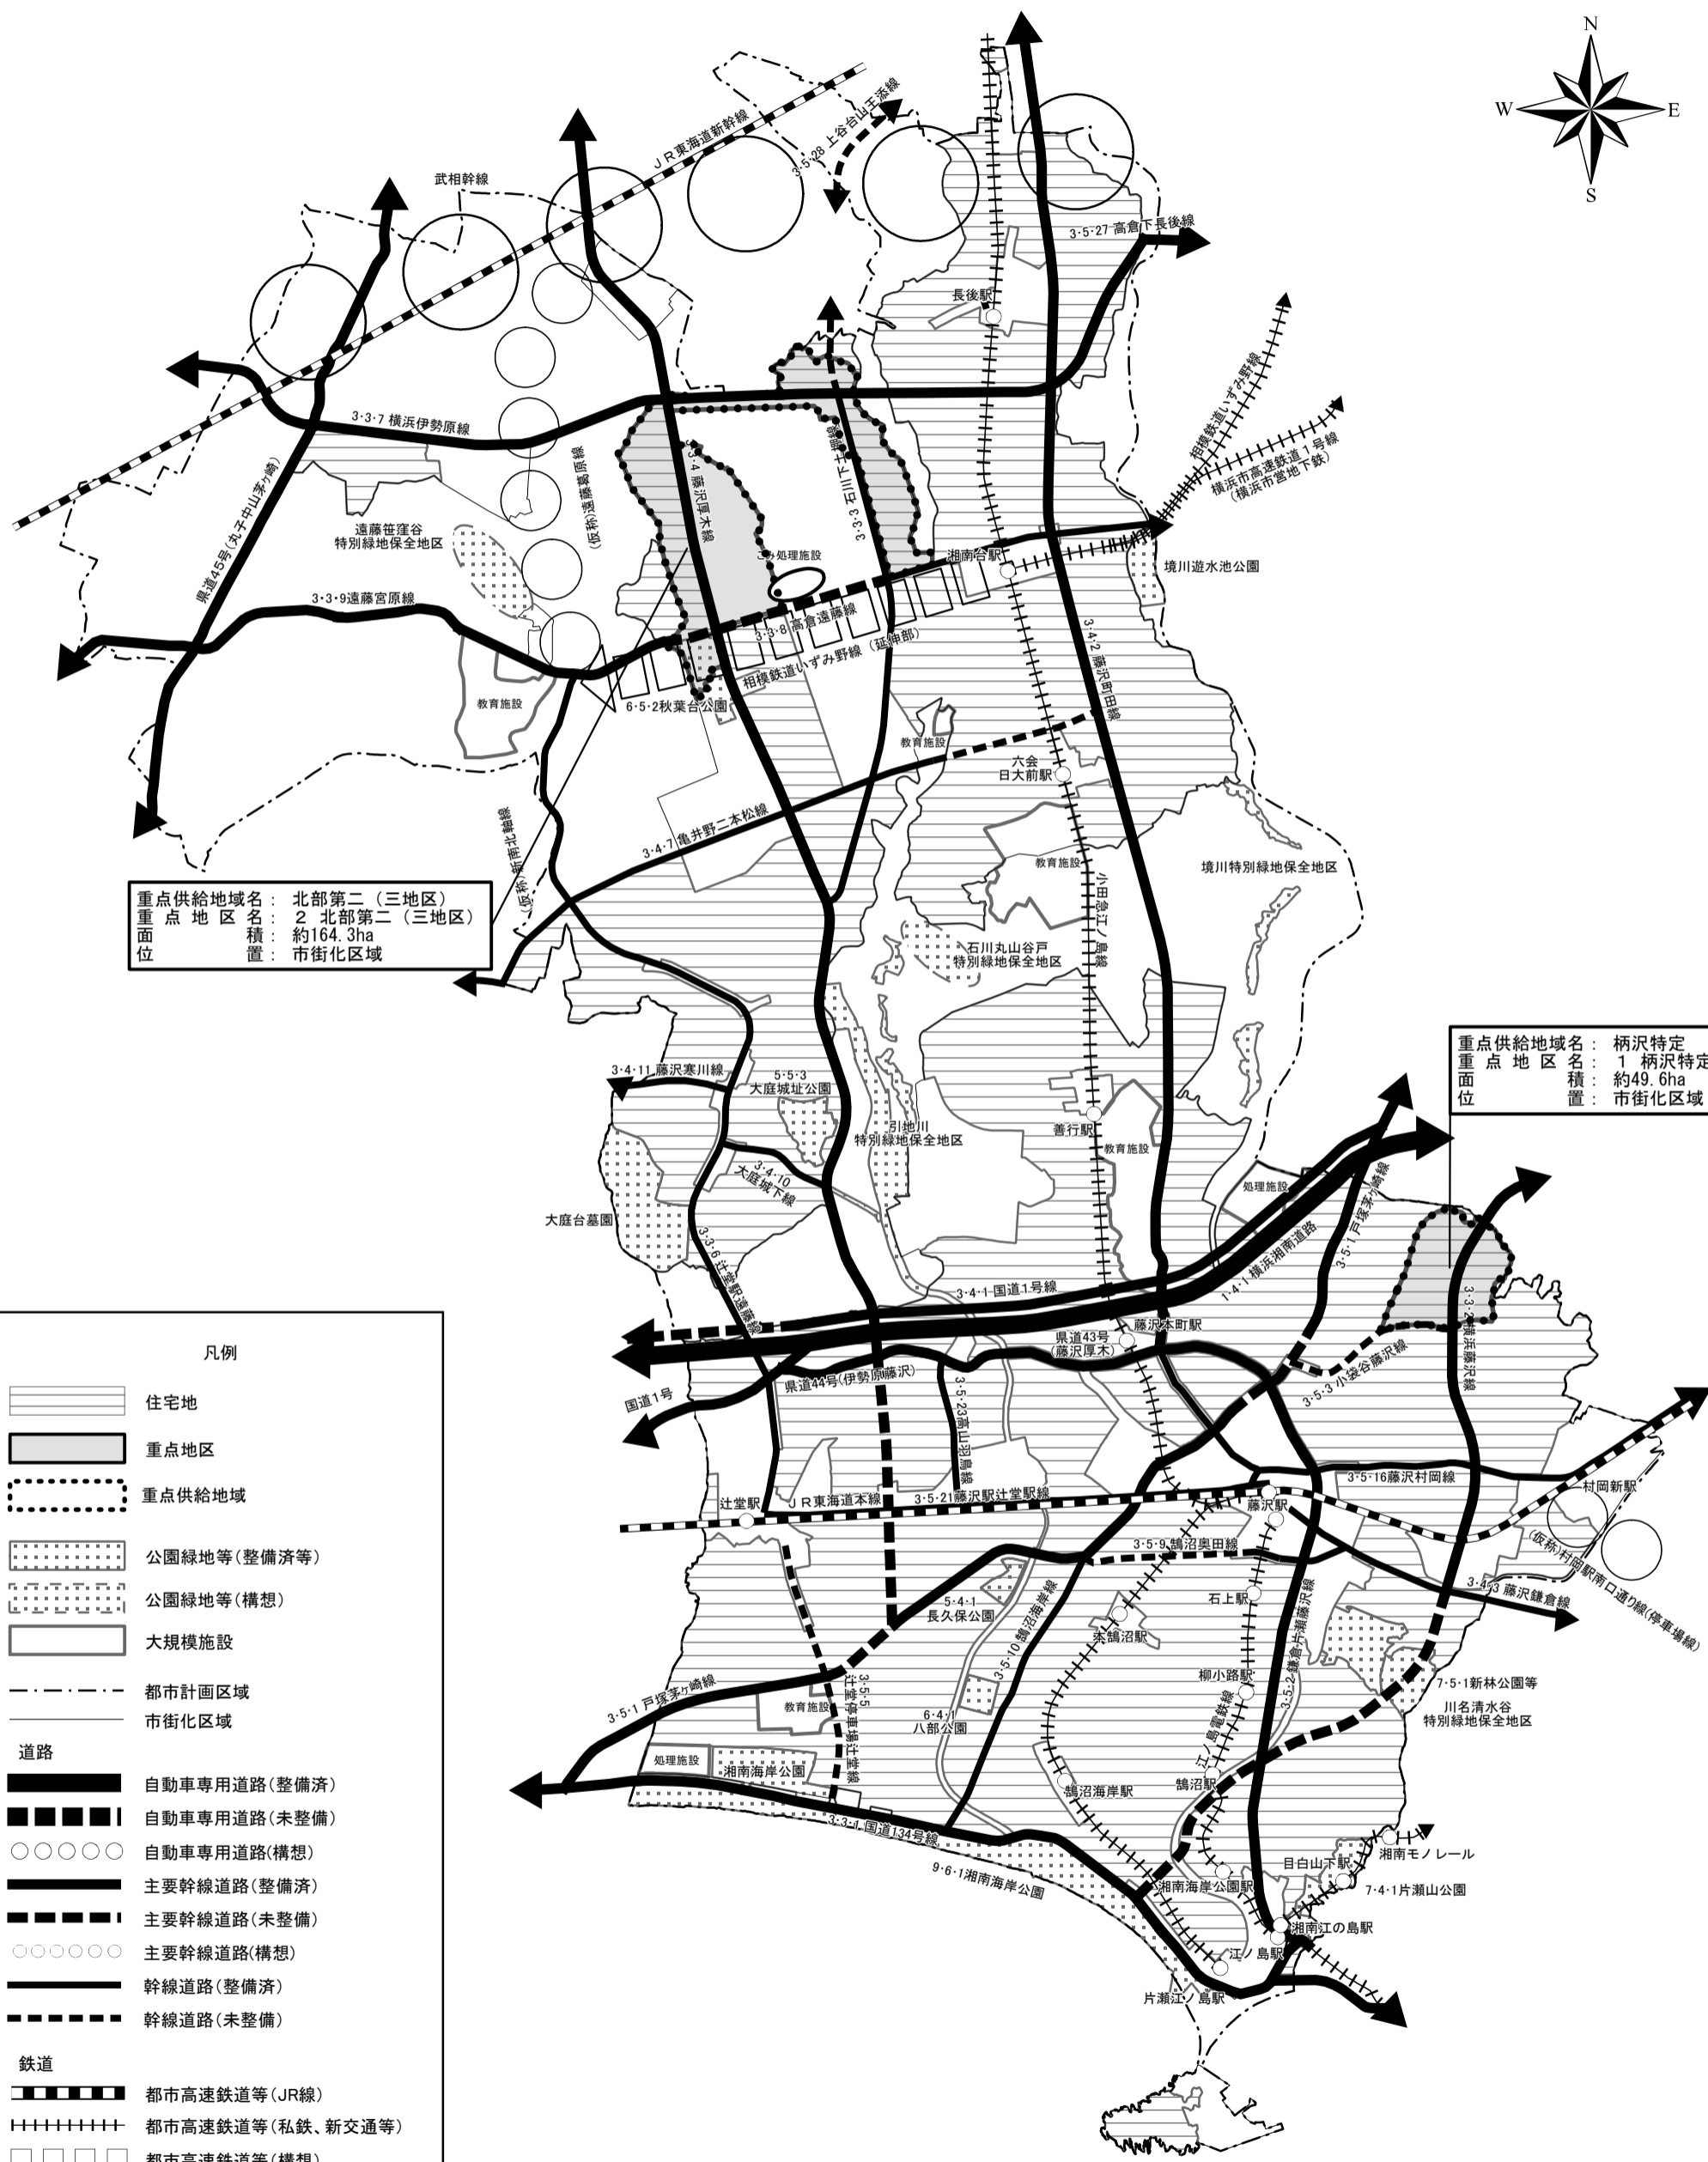 N
W
E
S
3・5・28 上谷台山王添線
JR東海道新幹線
武相幹線
3・5・27 高倉下長後線
長後駅
相模鉄道いずみ野線
横浜市高速鉄道1号線
(横浜市営地下鉄)
3・3・7 横浜伊勢原線
県道45号(丸子中山茅ヶ崎)
(仮称)遠藤葛原線
3・3・4 藤沢厚木線
3・3・3 石川下土棚線
遠藤笹窪谷
特別緑地保全地区
ごみ処理施設
湘南台駅
境川遊水池公園
3・3・9遠藤宮原線
3・3・8 高倉遠藤線
相模鉄道いずみ野線(延伸部)
3・4・2 藤沢町田線
教育施設
6・5・2秋葉台公園
教育施設
六会
日大前駅
(仮称)新南北軸線
3・4・7 亀井野二本松線
教育施設
小田急江ノ島線
境川特別緑地保全地区
重点供給地域名： 北部第二（三地区）
重点地区名： 2 北部第二（三地区）
面積： 約164.3ha
位置： 市街化区域
石川丸山谷戸
特別緑地保全地区
重点供給地域名： 柄沢特定
重点地区名： 1 柄沢特定
面積： 約49.6ha
位置： 市街化区域
3・4・11 藤沢寒川線
5・5・3
大庭城址公園
引地川
特別緑地保全地区
善行駅
教育施設
3・4・10
大庭城下線
処理施設
大庭台墓園
3・3・6 辻堂駅遠藤線
3・4・1 国道1号線
1・4・1 横浜湘南道路
3・5・1 戸塚茅ヶ崎線
3・3・2 横浜藤沢線
藤沢本町駅
県道43号
(藤沢厚木)
県道44号(伊勢原藤沢)
国道1号
3・5・23高山羽鳥線
3・5・3 小袋谷藤沢線
3・5・16藤沢村岡線
村岡新駅
辻堂駅
JR東海道本線
3・5・21藤沢駅辻堂駅線
藤沢駅
(仮称)村岡駅南口通り線(停車場線)
3・5・9 鵠沼奥田線
3・4・3 藤沢鎌倉線
石上駅
5・4・1
長久保公園
3・5・10 鵠沼海岸線
本鵠沼駅
3・5・2 鎌倉片瀬藤沢線
柳小路駅
7・5・1新林公園等
川名清水谷
特別緑地保全地区
3・5・1 戸塚茅ヶ崎線
教育施設
3・5・5
辻堂停車場辻堂線
6・4・1
八部公園
江ノ島電鉄線
処理施設
湘南海岸公園
鵠沼海岸駅
鵠沼駅
3・3・1 国道134号線
9・6・1湘南海岸公園
湘南海岸公園駅
目白山下駅
湘南モノレール
7・4・1片瀬山公園
湘南江の島駅
江ノ島駅
片瀬江ノ島駅
凡例
住宅地
重点地区
重点供給地域
公園緑地等(整備済等)
公園緑地等(構想)
大規模施設
都市計画区域
市街化区域
道路
自動車専用道路(整備済)
自動車専用道路(未整備)
自動車専用道路(構想)
主要幹線道路(整備済)
主要幹線道路(未整備)
主要幹線道路(構想)
幹線道路(整備済)
幹線道路(未整備)
鉄道
都市高速鉄道等(JR線)
都市高速鉄道等(私鉄、新交通等)
都市高速鉄道等(構想)